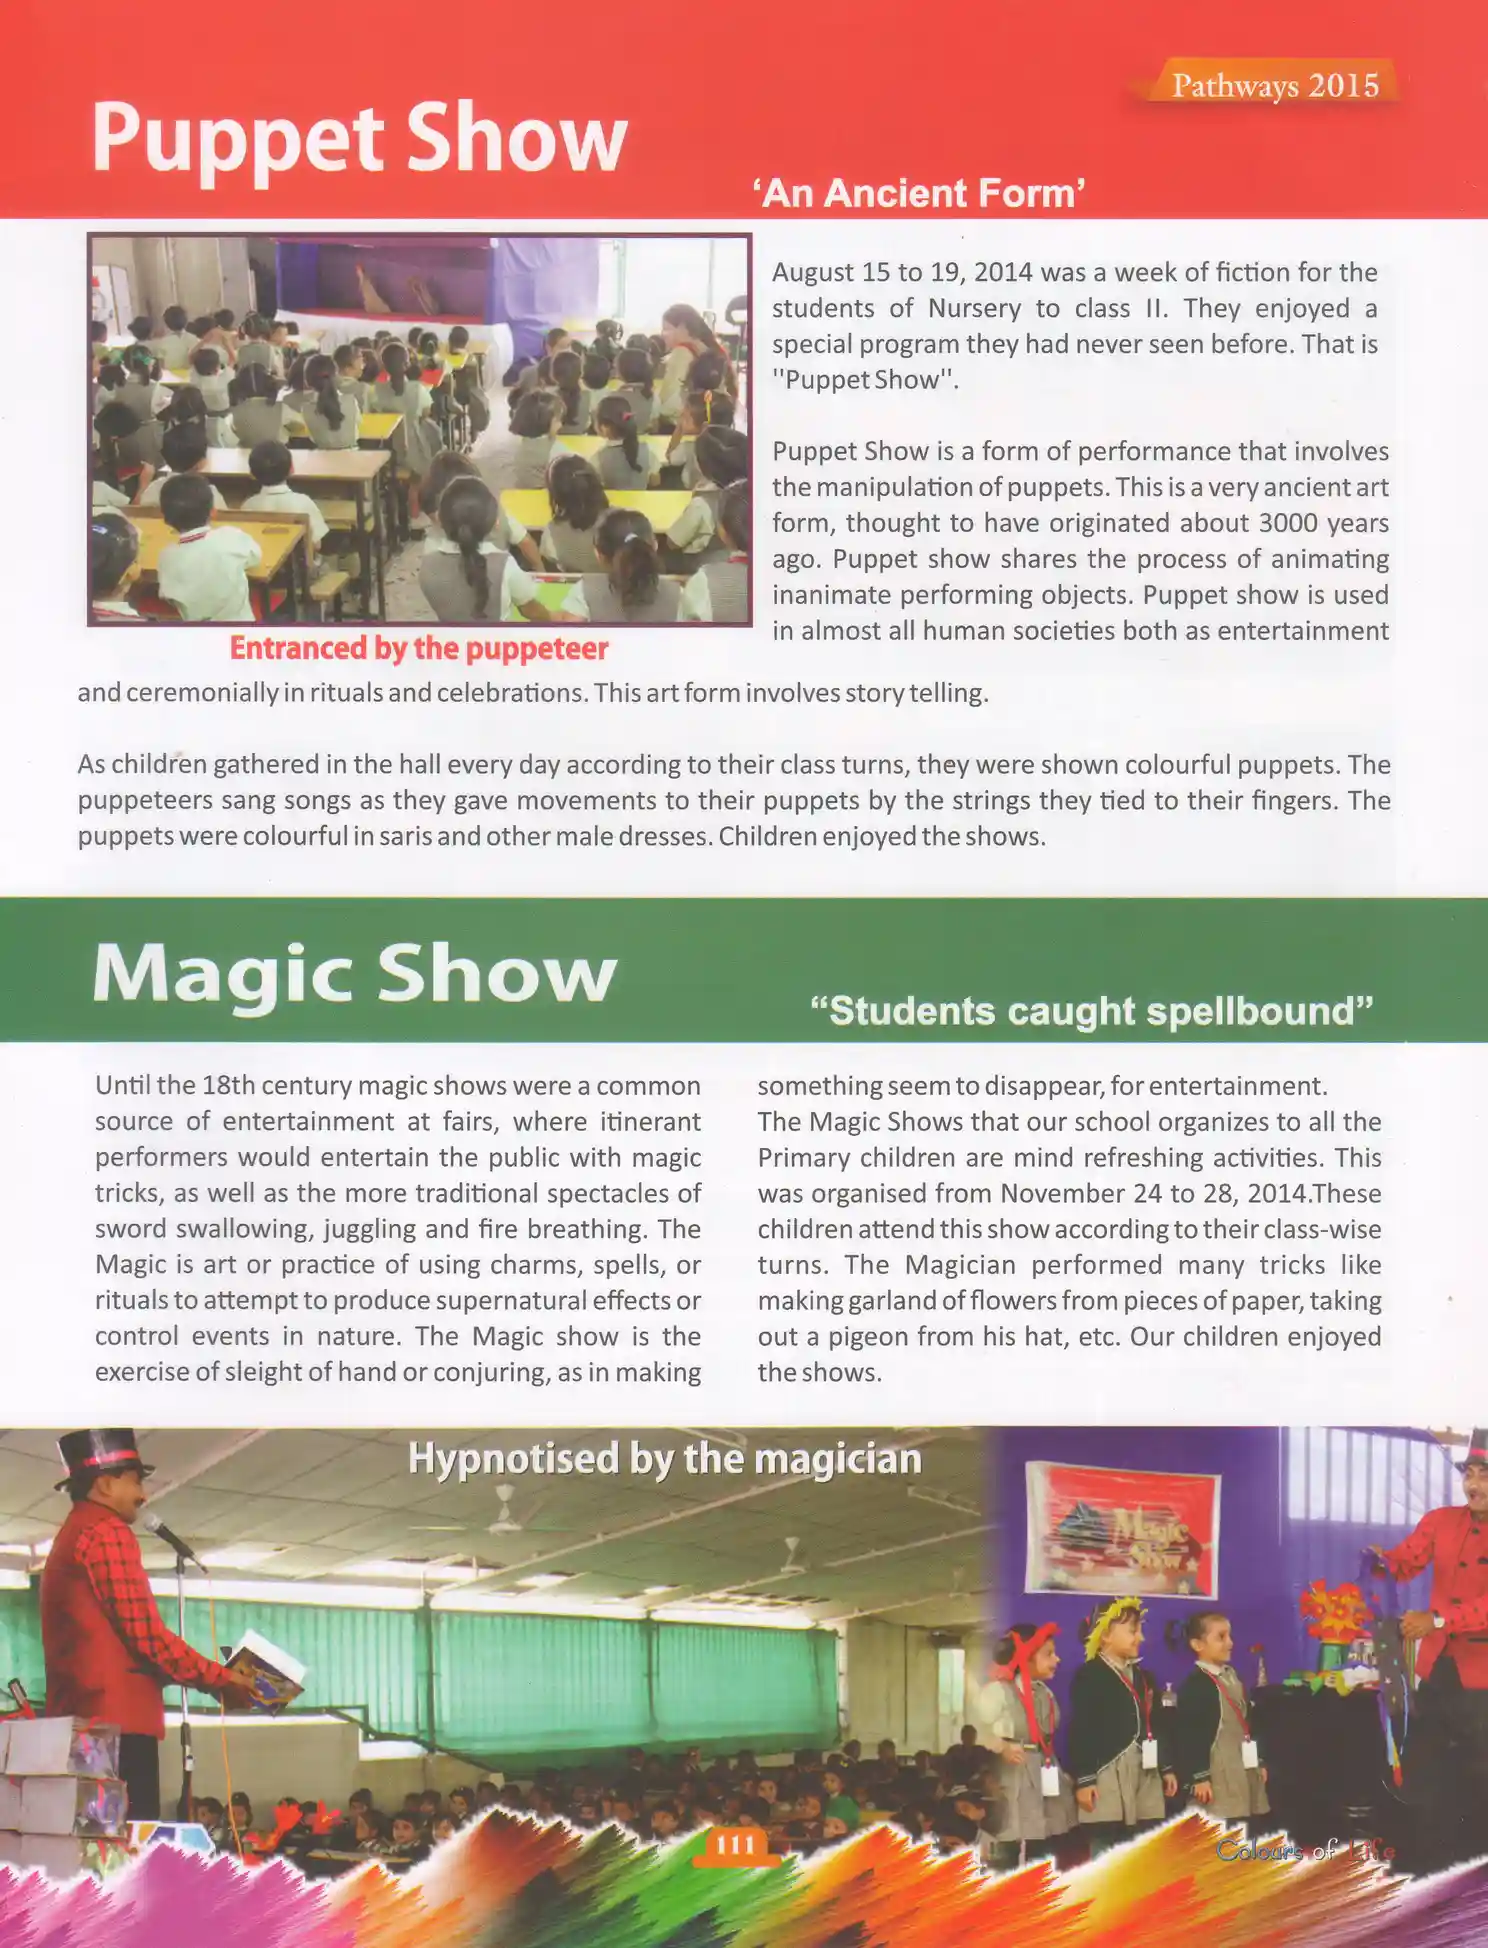 Pathways 2015
Puppet Show
‘An Ancient Form’
August 15 to 19, 2014 was a week of fiction for the
students of Nursery to class II. They enjoyed a
special program they had never seen before. That is
"Puppet Show".
Puppet Show is a form of performance that involves
the manipulation of puppets. This is a very ancient art
form, thought to have originated about 3000 years
ago. Puppet show shares the process of animating
inanimate performing objects. Puppet show is used
in almost all human societies both as entertainment
Entranced by the puppeteer
and ceremonially in rituals and celebrations. This art form involves story telling.
As children gathered in the hall every day according to their class turns, they were shown colourful puppets. The
puppeteers sang songs as they gave movements to their puppets by the strings they tied to their fingers. The
puppets were colourful in saris and other male dresses. Children enjoyed the shows.
Magic Show
“Students caught spellbound”
Until the 18th century magic shows were a common
source of entertainment at fairs, where itinerant
performers would entertain the public with magic
tricks, as well as the more traditional spectacles of
sword swallowing, juggling and fire breathing. The
Magic is art or practice of using charms, spells, or
rituals to attempt to produce supernatural effects or
control events in nature. The Magic show is the
exercise of sleight of hand or conjuring, as in making
something seem to disappear, for entertainment.
The Magic Shows that our school organizes to all the
Primary children are mind refreshing activities. This
was organised from November 24 to 28, 2014.These
children attend this show according to their class-wise
turns. The Magician performed many tricks like
making garland of flowers from pieces of paper, taking
out a pigeon from his hat, etc. Our children enjoyed
the shows.
Hypnotised by the magician
Magic
Show
111
Colours of Life